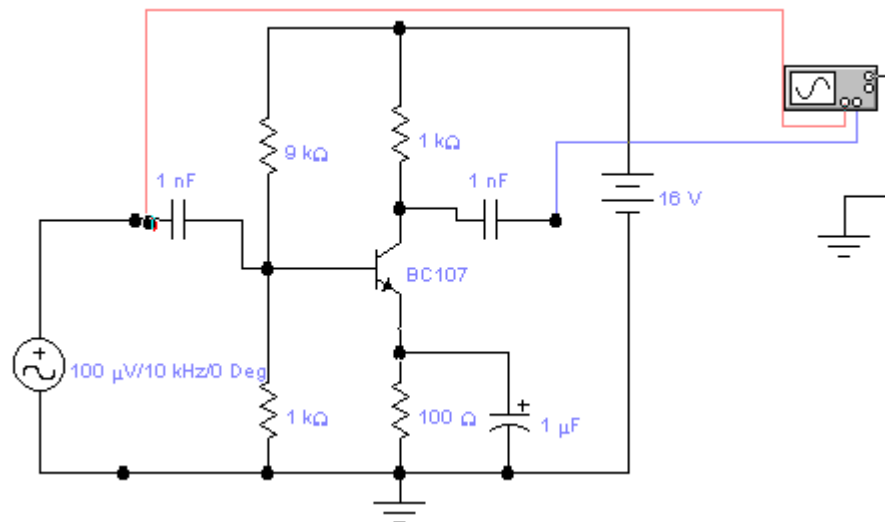 9 kΩ
1 kΩ
1 nF
1 nF
16 V
BC107
100 µV/10 kHz/0 Deg
1 kΩ
100 Ω
1 µF